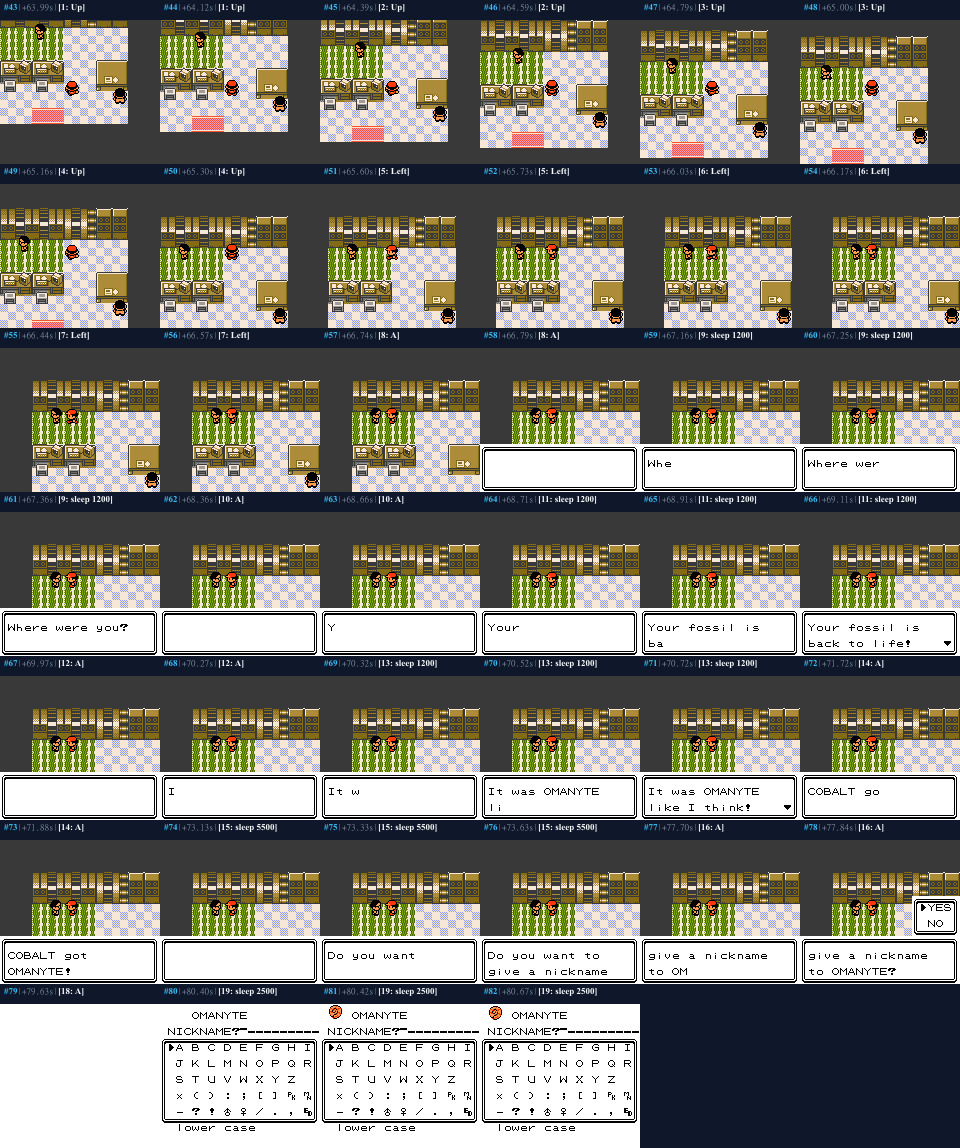 #43|+63.99s|[1: Up]
#44|+64.12s|[1: Up]
#45|+64.39s|[2: Up]
#46|+64.59s|[2: Up]
#47|+64.79s|[3: Up]
#48|+65.00s|[3: Up]
#49|+65.16s|[4: Up]
#50|+65.30s|[4: Up]
#51|+65.60s|[5: Left]
#52|+65.73s|[5: Left]
#53|+66.03s|[6: Left]
#54|+66.17s|[6: Left]
#55|+66.44s|[7: Left]
#56|+66.57s|[7: Left]
#57|+66.74s|[8: A]
#58|+66.79s|[8: A]
#59|+67.16s|[9: sleep 1200]
#60|+67.25s|[9: sleep 1200]
Whe
Where wer
#61|+67.36s|[9: sleep 1200]
#62|+68.36s|[10: A]
#63|+68.66s|[10: A]
#64|+68.71s|[11: sleep 1200]
#65|+68.91s|[11: sleep 1200]
#66|+69.11s|[11: sleep 1200]
Where were you?
Y
Your
Your fossil is
ba
Your fossil is
back to life!
#67|+69.97s|[12: A]
#68|+70.27s|[12: A]
#69|+70.32s|[13: sleep 1200]
#70|+70.52s|[13: sleep 1200]
#71|+70.72s|[13: sleep 1200]
#72|+71.72s|[14: A]
I
It w
It was OMANYTE
li
It was OMANYTE
like I think!
COBALT go
#73|+71.88s|[14: A]
#74|+73.13s|[15: sleep 5500]
#75|+73.33s|[15: sleep 5500]
#76|+73.63s|[15: sleep 5500]
#77|+77.70s|[16: A]
#78|+77.84s|[16: A]
COBALT got
OMANYTE!
Do you want
Do you want to
give a nickname
give a nickname
to OM
YES
NO
give a nickname
to OMANYTE?
#79|+79.63s|[18: A]
#80|+80.40s|[19: sleep 2500]
#81|+80.42s|[19: sleep 2500]
#82|+80.67s|[19: sleep 2500]
OMANYTE
NICKNAME?
A B C D E F G H I
J K L M N O P Q R
S T U V W X Y Z
× ( ) : ; [ ] PK MN
- ? ! ♂ ♀ / . , ED
lower case
OMANYTE
NICKNAME?
A B C D E F G H I
J K L M N O P Q R
S T U V W X Y Z
× ( ) : ; [ ] PK MN
- ? ! ♂ ♀ / . , ED
lower case
OMANYTE
NICKNAME?
A B C D E F G H I
J K L M N O P Q R
S T U V W X Y Z
× ( ) : ; [ ] PK MN
- ? ! ♂ ♀ / . , ED
lower case